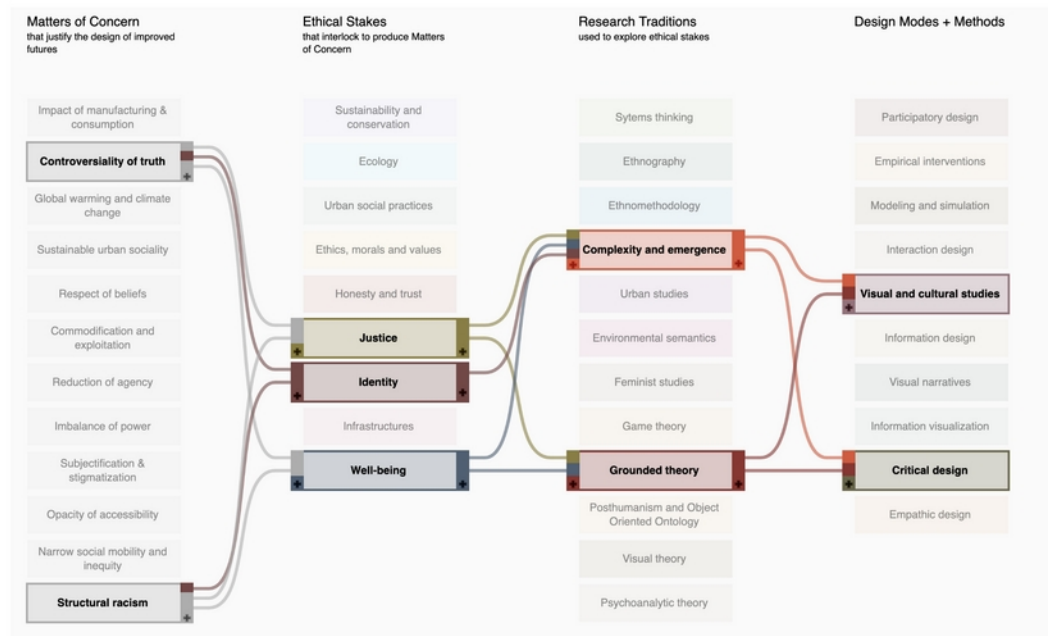 Matters of Concern
that justify the design of improved
futures
Impact of manufacturing &
consumption
Controversiality of truth
Global warming and climate
change
Sustainable urban sociality
Respect of beliefs
Commodification and
exploitation
Reduction of agency
Imbalance of power
Subjectification &
stigmatization
Opacity of accessibility
Narrow social mobility and
inequity
Structural racism
Ethical Stakes
that interlock to produce Matters
of Concern
Sustainability and
conservation
Ecology
Urban social practices
Ethics, morals and values
Honesty and trust
Justice
Identity
Infrastructures
Well-being
Research Traditions
used to explore ethical stakes
Sytems thinking
Ethnography
Ethnomethodology
Complexity and emergence
Urban studies
Environmental semantics
Feminist studies
Game theory
Grounded theory
Posthumanism and Object
Oriented Ontology
Visual theory
Psychoanalytic theory
Design Modes + Methods
Participatory design
Empirical interventions
Modeling and simulation
Interaction design
Visual and cultural studies
Information design
Visual narratives
Information visualization
Critical design
Empathic design